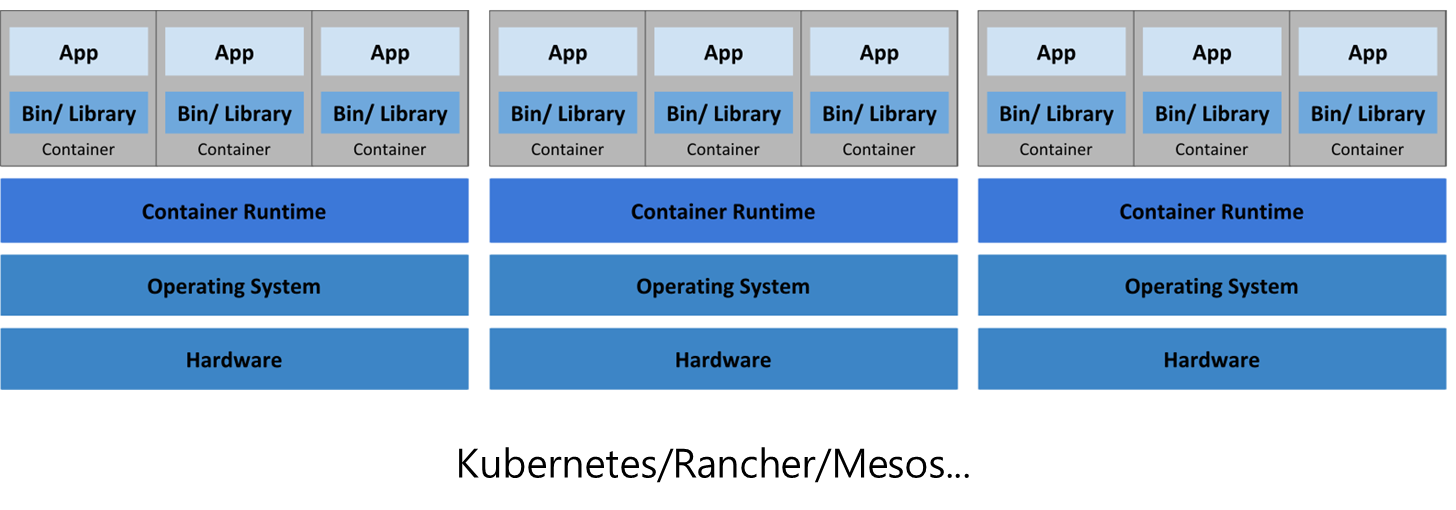 App App App App App App App App App
Bin/ Library Bin/ Library Bin/ Library Bin/ Library Bin/ Library Bin/ Library Bin/ Library Bin/ Library Bin/ Library
Container Container Container Container Container Container Container Container Container
Container Runtime Container Runtime Container Runtime
Operating System Operating System Operating System
Hardware Hardware Hardware
Kubernetes/Rancher/Mesos...